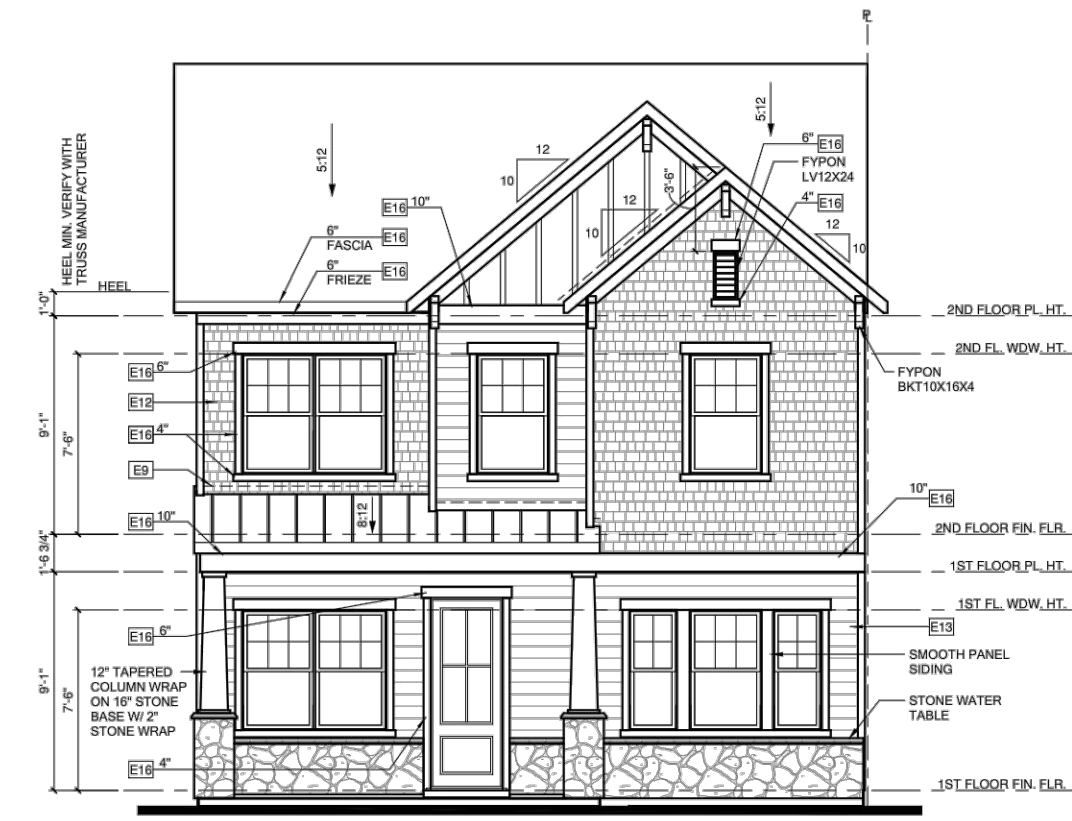 PL
5:12
5:12
12
10
12
10
12
10
3'-6"
6" E16
FYPON
LV12X24
4" E16
E16 10"
6" E16
FASCIA
6" E16
FRIEZE
HEEL MIN. VERIFY WITH
TRUSS MANUFACTURER
HEEL
1'-0"
2ND FLOOR PL. HT.
2ND FL. WDW. HT.
FYPON
BKT10X16X4
E16 6"
E12
E16 4"
E9
9'-1"
7'-6"
8:12
10"
E16
E16 10"
2ND FLOOR FIN. FLR.
1'-6 3/4"
1ST FLOOR PL. HT.
1ST FL. WDW. HT.
E16 6"
E13
SMOOTH PANEL
SIDING
12" TAPERED
COLUMN WRAP
ON 16" STONE
BASE W/ 2"
STONE WRAP
9'-1"
7'-6"
STONE WATER
TABLE
E16 4"
1ST FLOOR FIN. FLR.